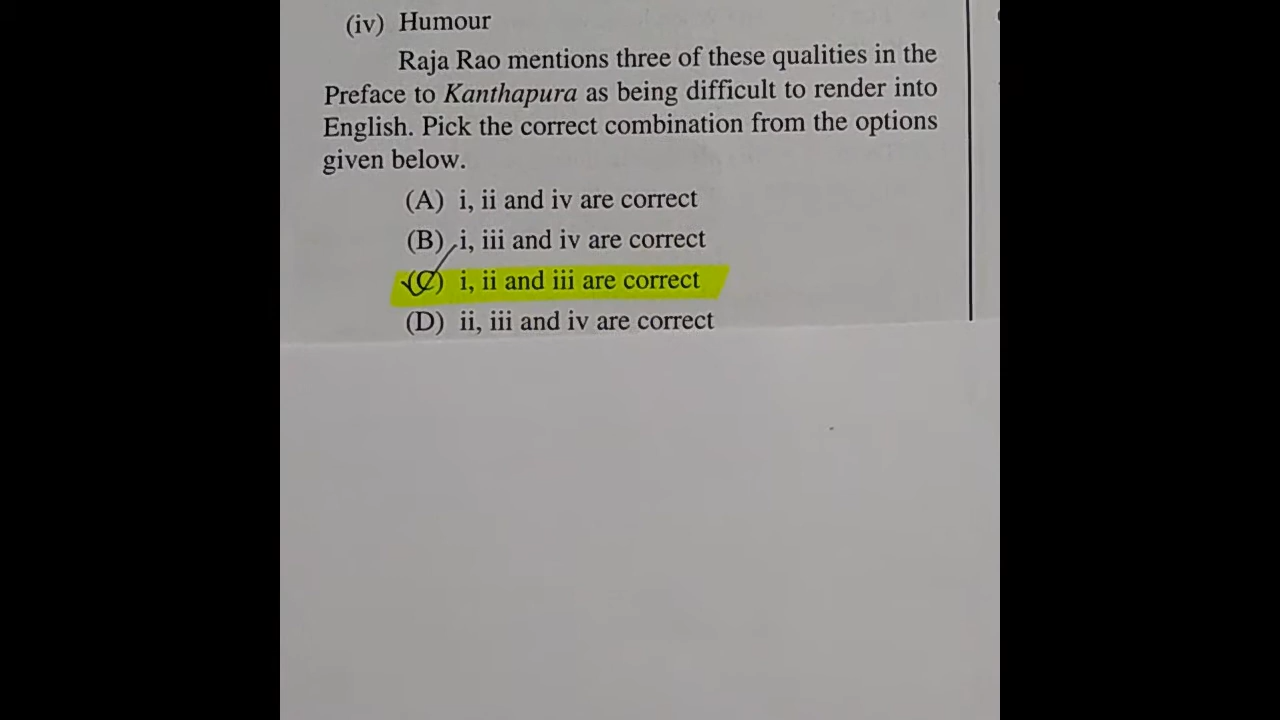 (iv) Humour
Raja Rao mentions three of these qualities in the
Preface to Kanthapura as being difficult to render into
English. Pick the correct combination from the options
given below.
(A) i, ii and iv are correct
(B) i, iii and iv are correct
(C) i, ii and iii are correct
(D) ii, iii and iv are correct